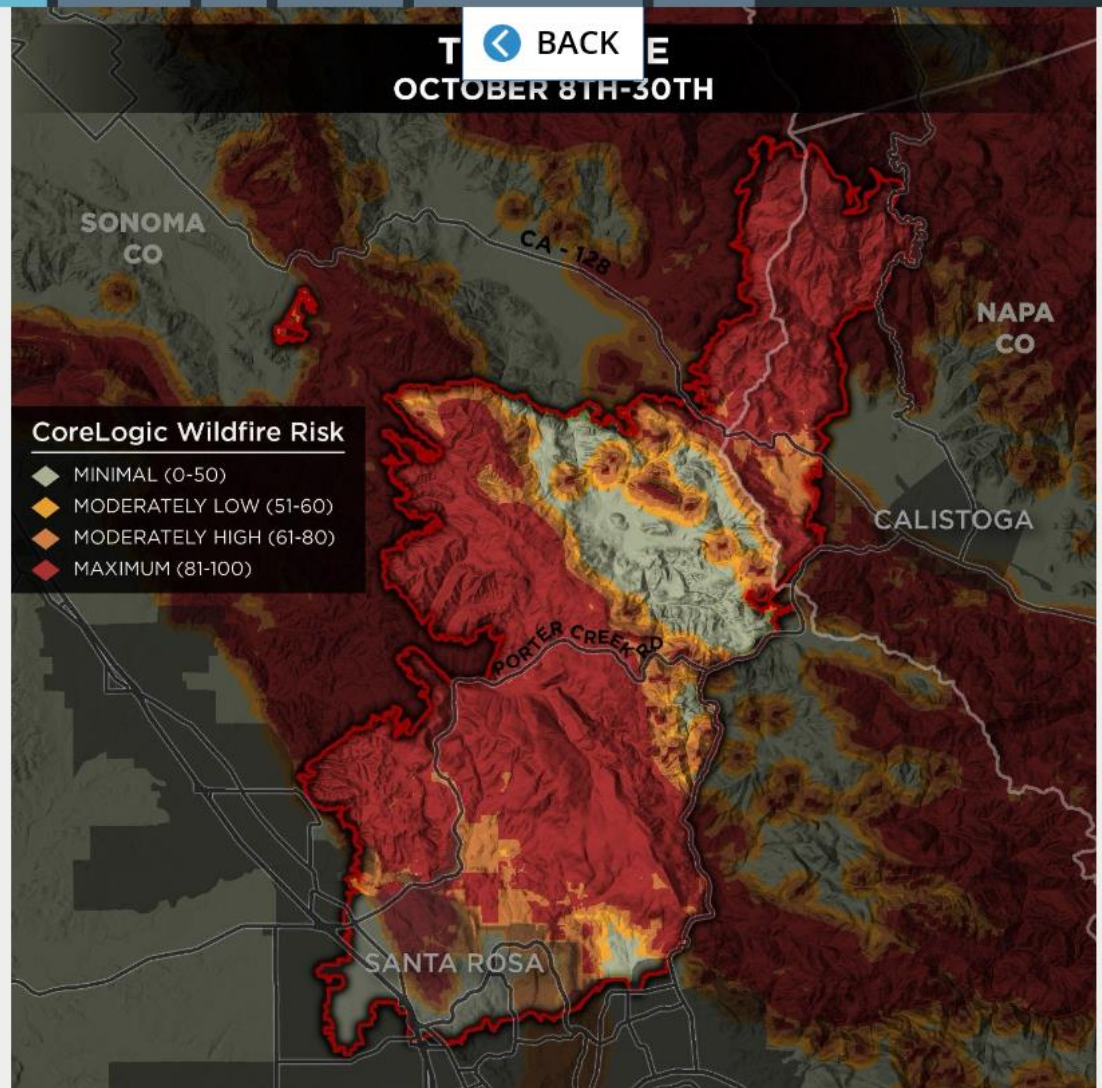 BACK
OCTOBER 8TH-30TH
SONOMA
CO
CA - 128
NAPA
CO
CoreLogic Wildfire Risk
MINIMAL (0-50)
MODERATELY LOW (51-60)
MODERATELY HIGH (61-80)
MAXIMUM (81-100)
CALISTOGA
PORTER CREEK RD
SANTA ROSA